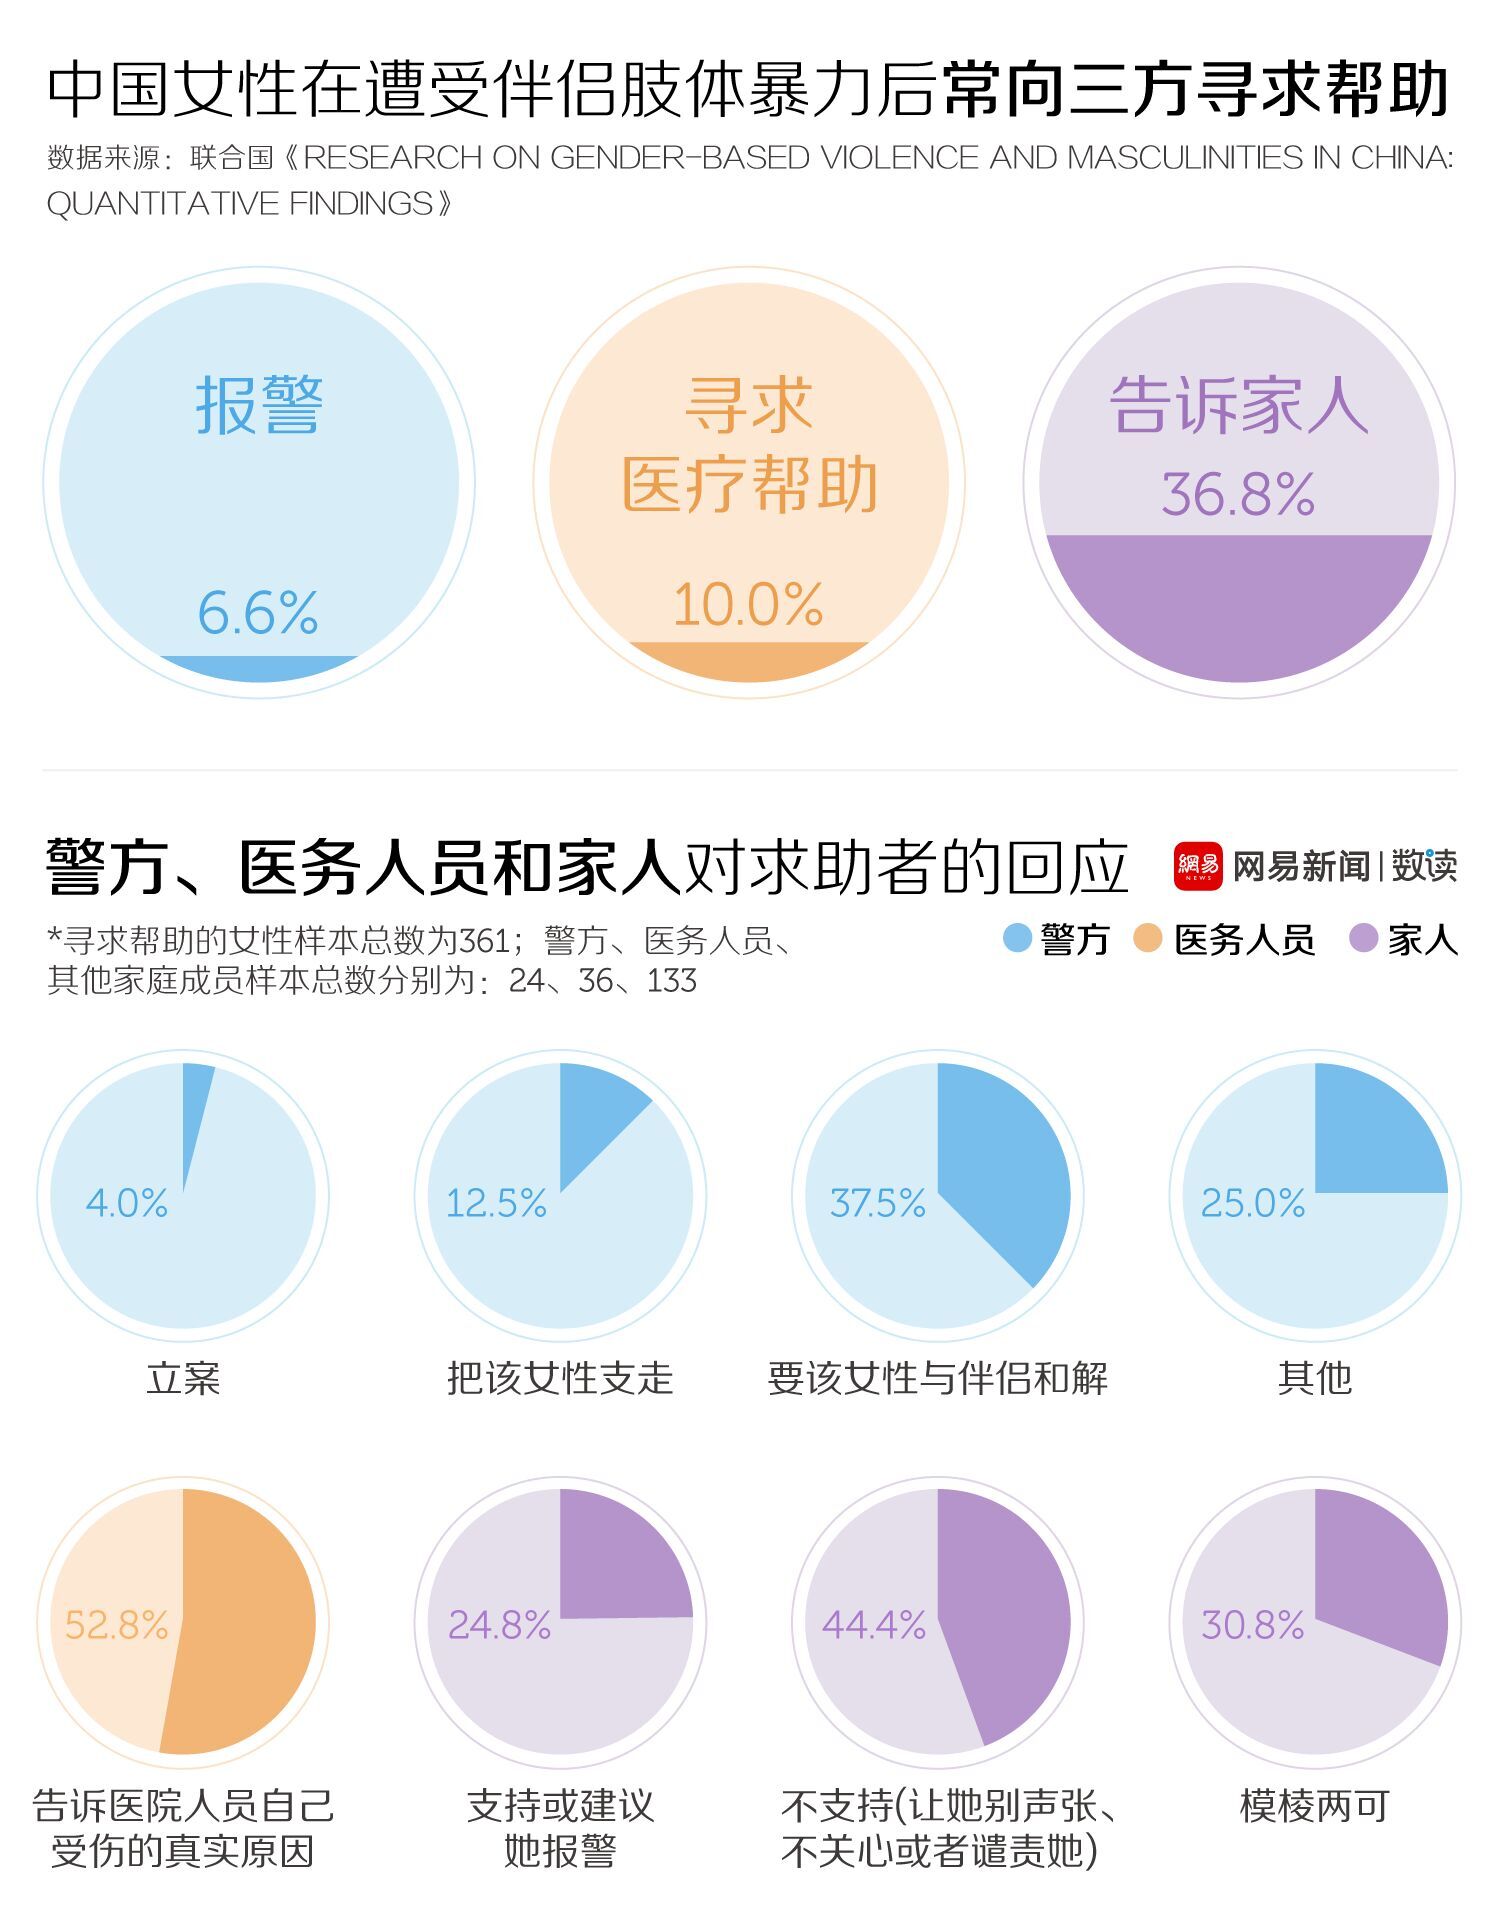 中国女性在遭受伴侣肢体暴力后常向三方寻求帮助
数据来源：联合国《RESEARCH ON GENDER-BASED VIOLENCE AND MASCULINITIES IN CHINA:
QUANTITATIVE FINDINGS》
报警
6.6%
寻求
医疗帮助
10.0%
告诉家人
36.8%
警方、医务人员和家人对求助者的回应
網易
NEWS
网易新闻|数读
*寻求帮助的女性样本总数为361；警方、医务人员、
其他家庭成员样本总数分别为：24、36、133
警方 医务人员 家人
4.0%
12.5%
37.5%
25.0%
立案
把该女性支走
要该女性与伴侣和解
其他
52.8%
24.8%
44.4%
30.8%
告诉医院人员自己
受伤的真实原因
支持或建议
她报警
不支持(让她别声张、
不关心或者谴责她)
模棱两可